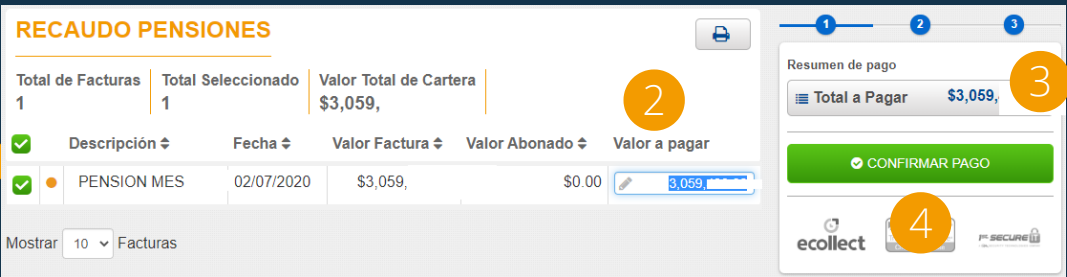 RECAUDO PENSIONES
Total de Facturas
1
Total Seleccionado
1
Valor Total de Cartera
$3,059,
2
Descripción
Fecha
Valor Factura
Valor Abonado
Valor a pagar
PENSION MES
02/07/2020
$3,059,
$0.00
3,059,
Mostrar 10 Facturas
1 2 3
Resumen de pago
Total a Pagar $3,059,
3
CONFIRMAR PAGO
4
ecollect
SECURE